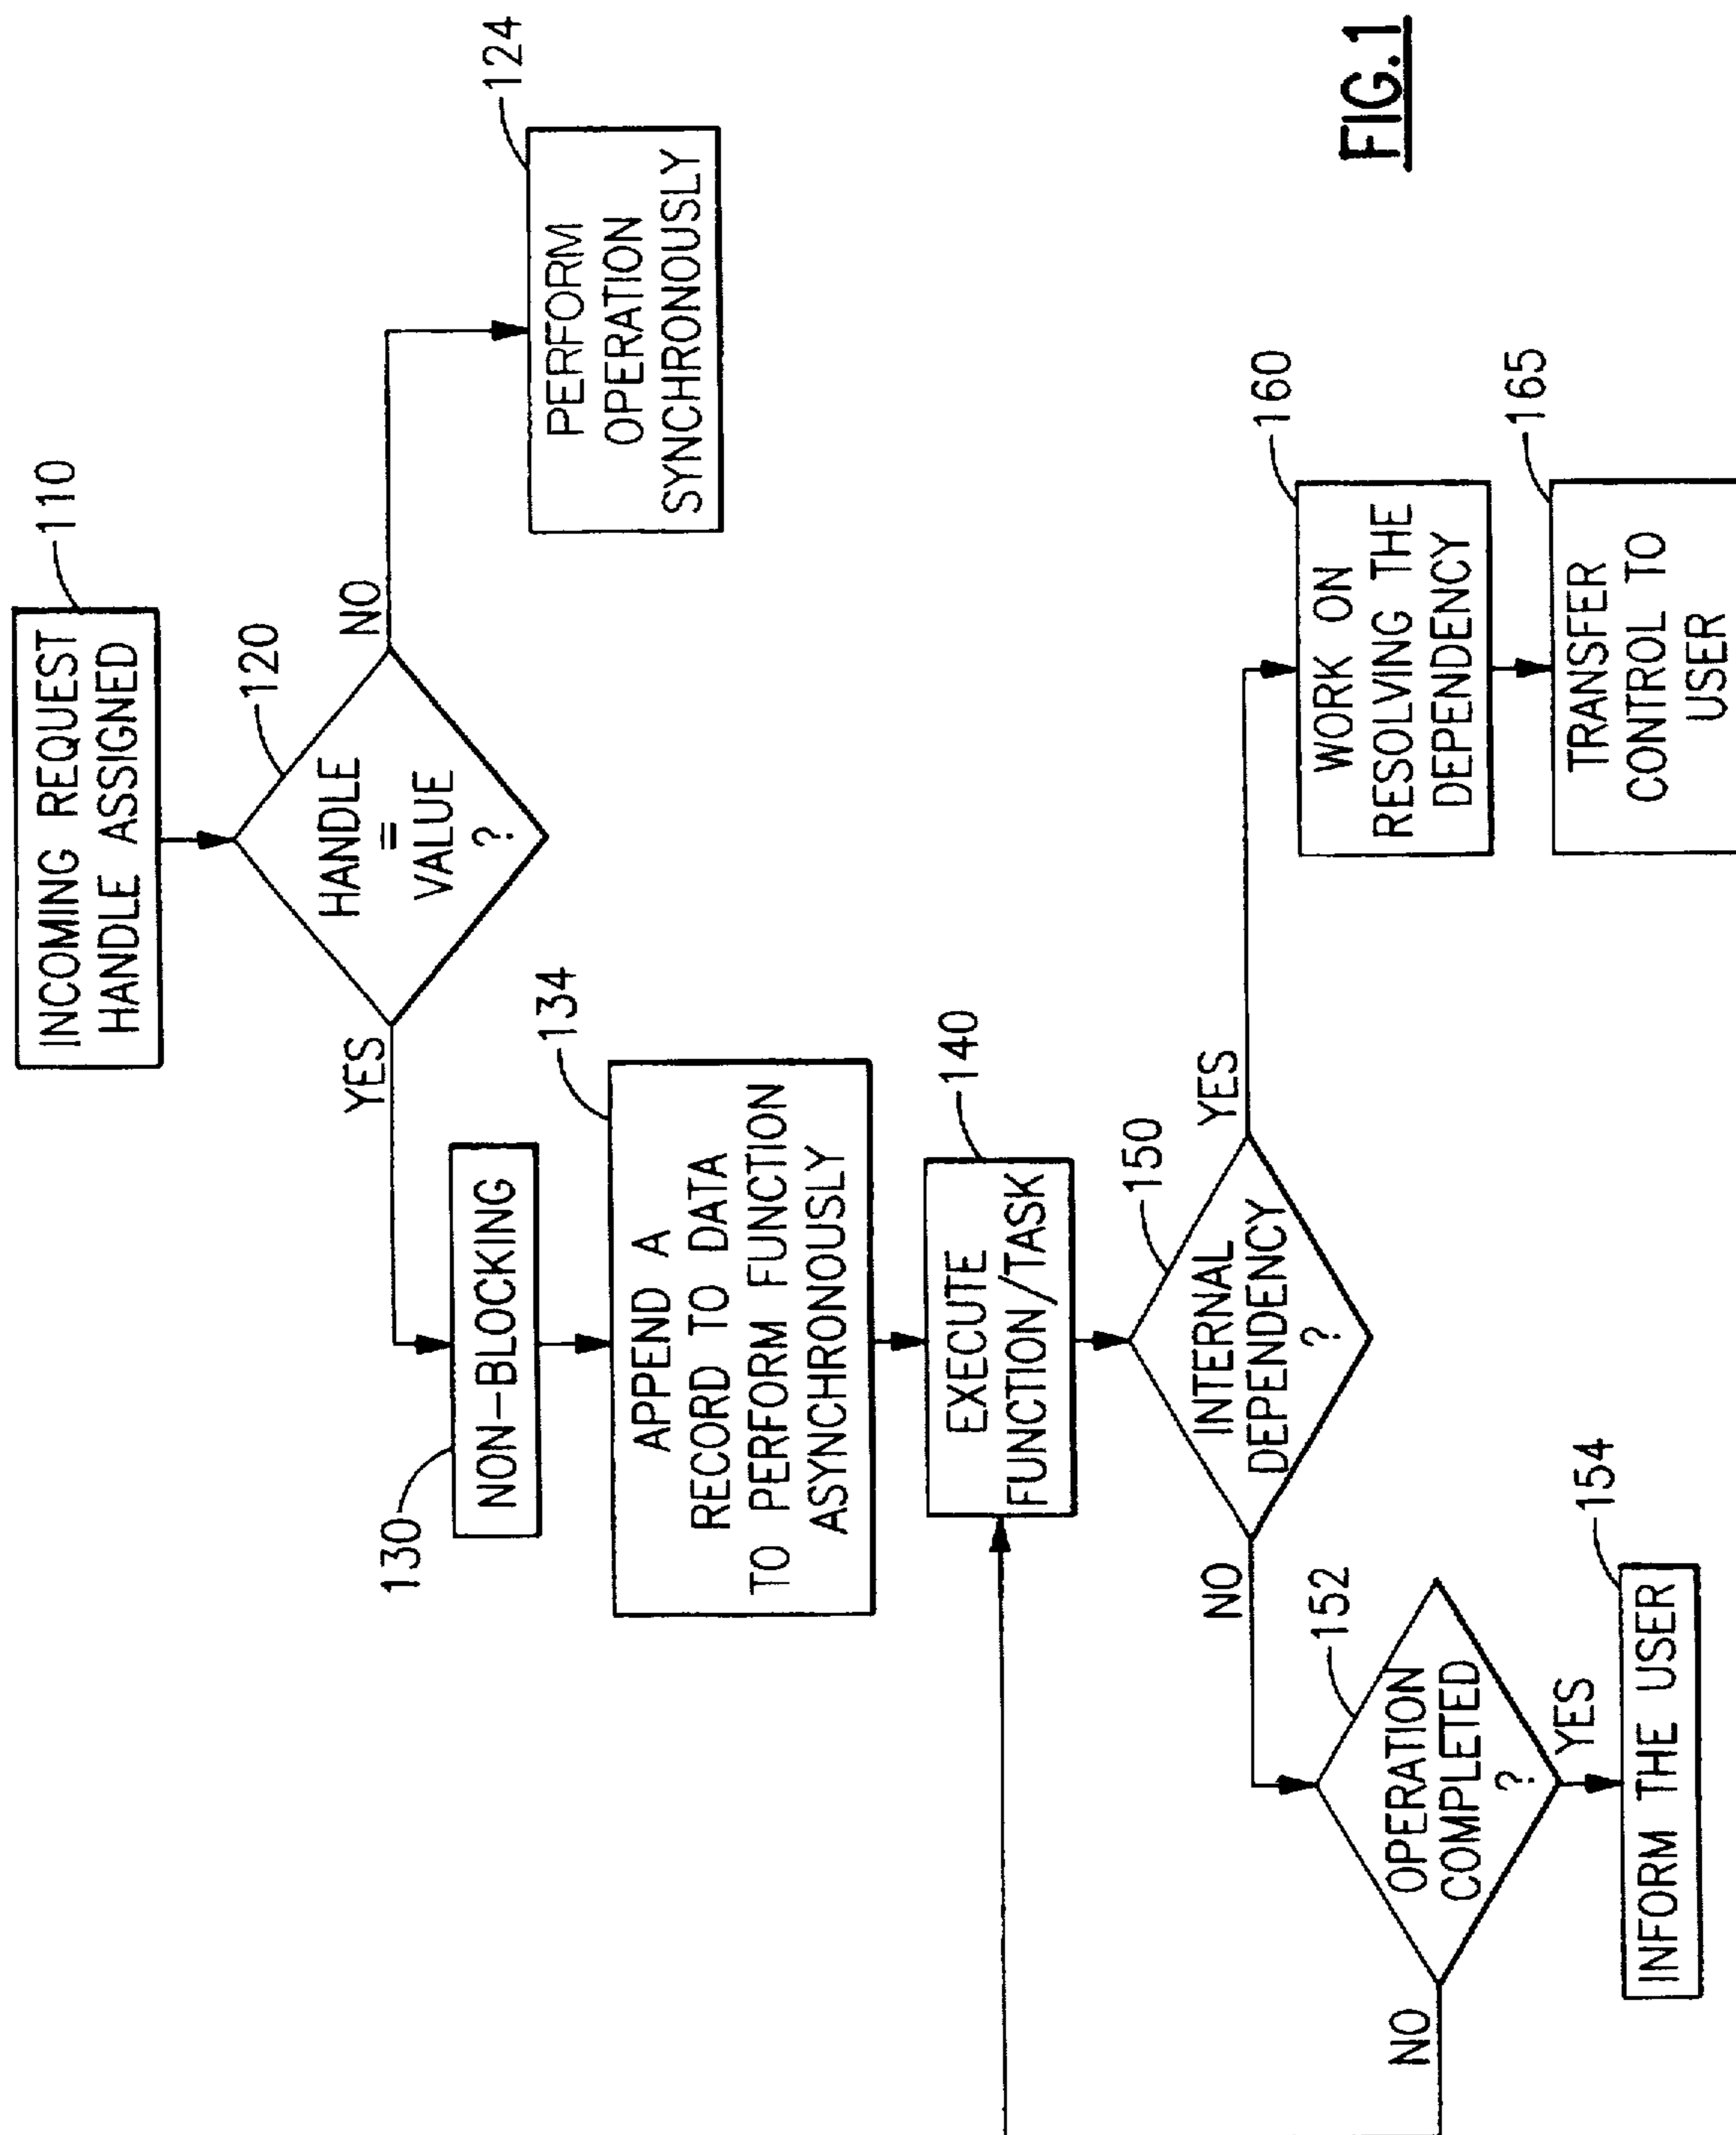 INCOMING REQUEST
HANDLE ASSIGNED
110
HANDLE
=
VALUE
?
120
NO
PERFORM
OPERATION
SYNCHRONOUSLY
124
YES
NON-BLOCKING
130
APPEND A
RECORD TO DATA
TO PERFORM FUNCTION
ASYNCHRONOUSLY
134
EXECUTE
FUNCTION/TASK
140
INTERNAL
DEPENDENCY
?
150
YES
WORK ON
RESOLVING THE
DEPENDENCY
160
TRANSFER
CONTROL TO
USER
165
NO
OPERATION
COMPLETED
?
152
YES
INFORM THE USER
154
NO
FIG.1